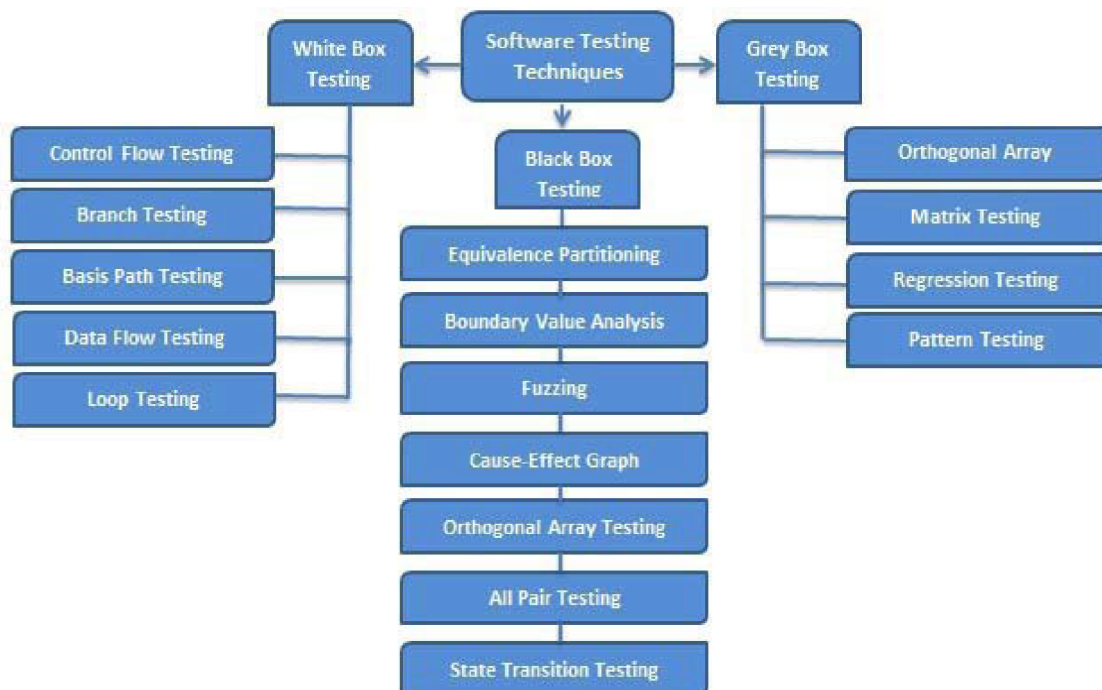 Software Testing
Techniques
White Box
Testing
Control Flow Testing
Branch Testing
Basis Path Testing
Data Flow Testing
Loop Testing
Black Box
Testing
Equivalence Partitioning
Boundary Value Analysis
Fuzzing
Cause-Effect Graph
Orthogonal Array Testing
All Pair Testing
State Transition Testing
Grey Box
Testing
Orthogonal Array
Matrix Testing
Regression Testing
Pattern Testing